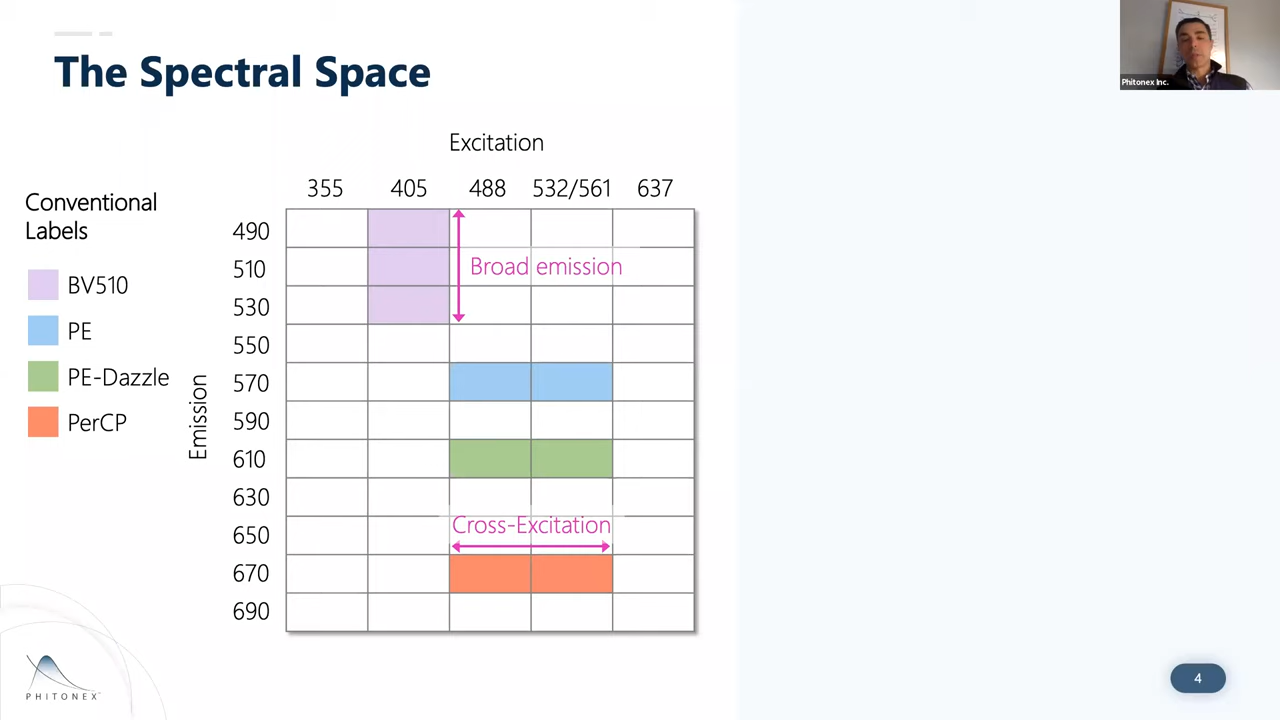 The Spectral Space
Phitonex Inc.
Excitation
355 405 488 532/561 637
Conventional
Labels
BV510
PE
PE-Dazzle
PerCP
Emission
490
510
530
550
570
590
610
630
650
670
690
Broad emission
Cross-Excitation
PHITONEX
4